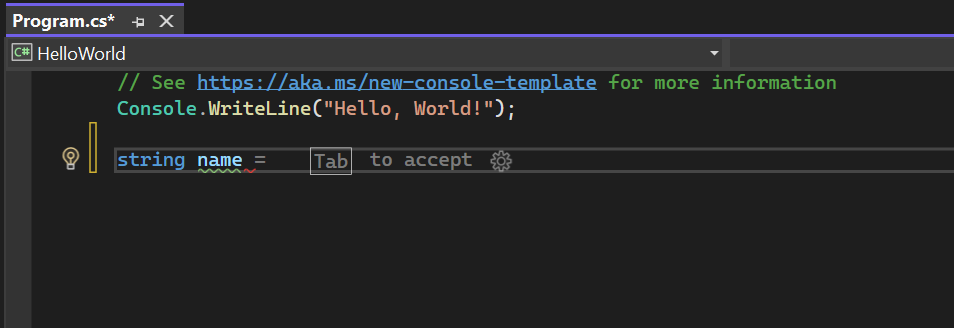 Program.cs*
C# HelloWorld
// See https://aka.ms/new-console-template for more information
Console.WriteLine("Hello, World!");
string name = Tab to accept